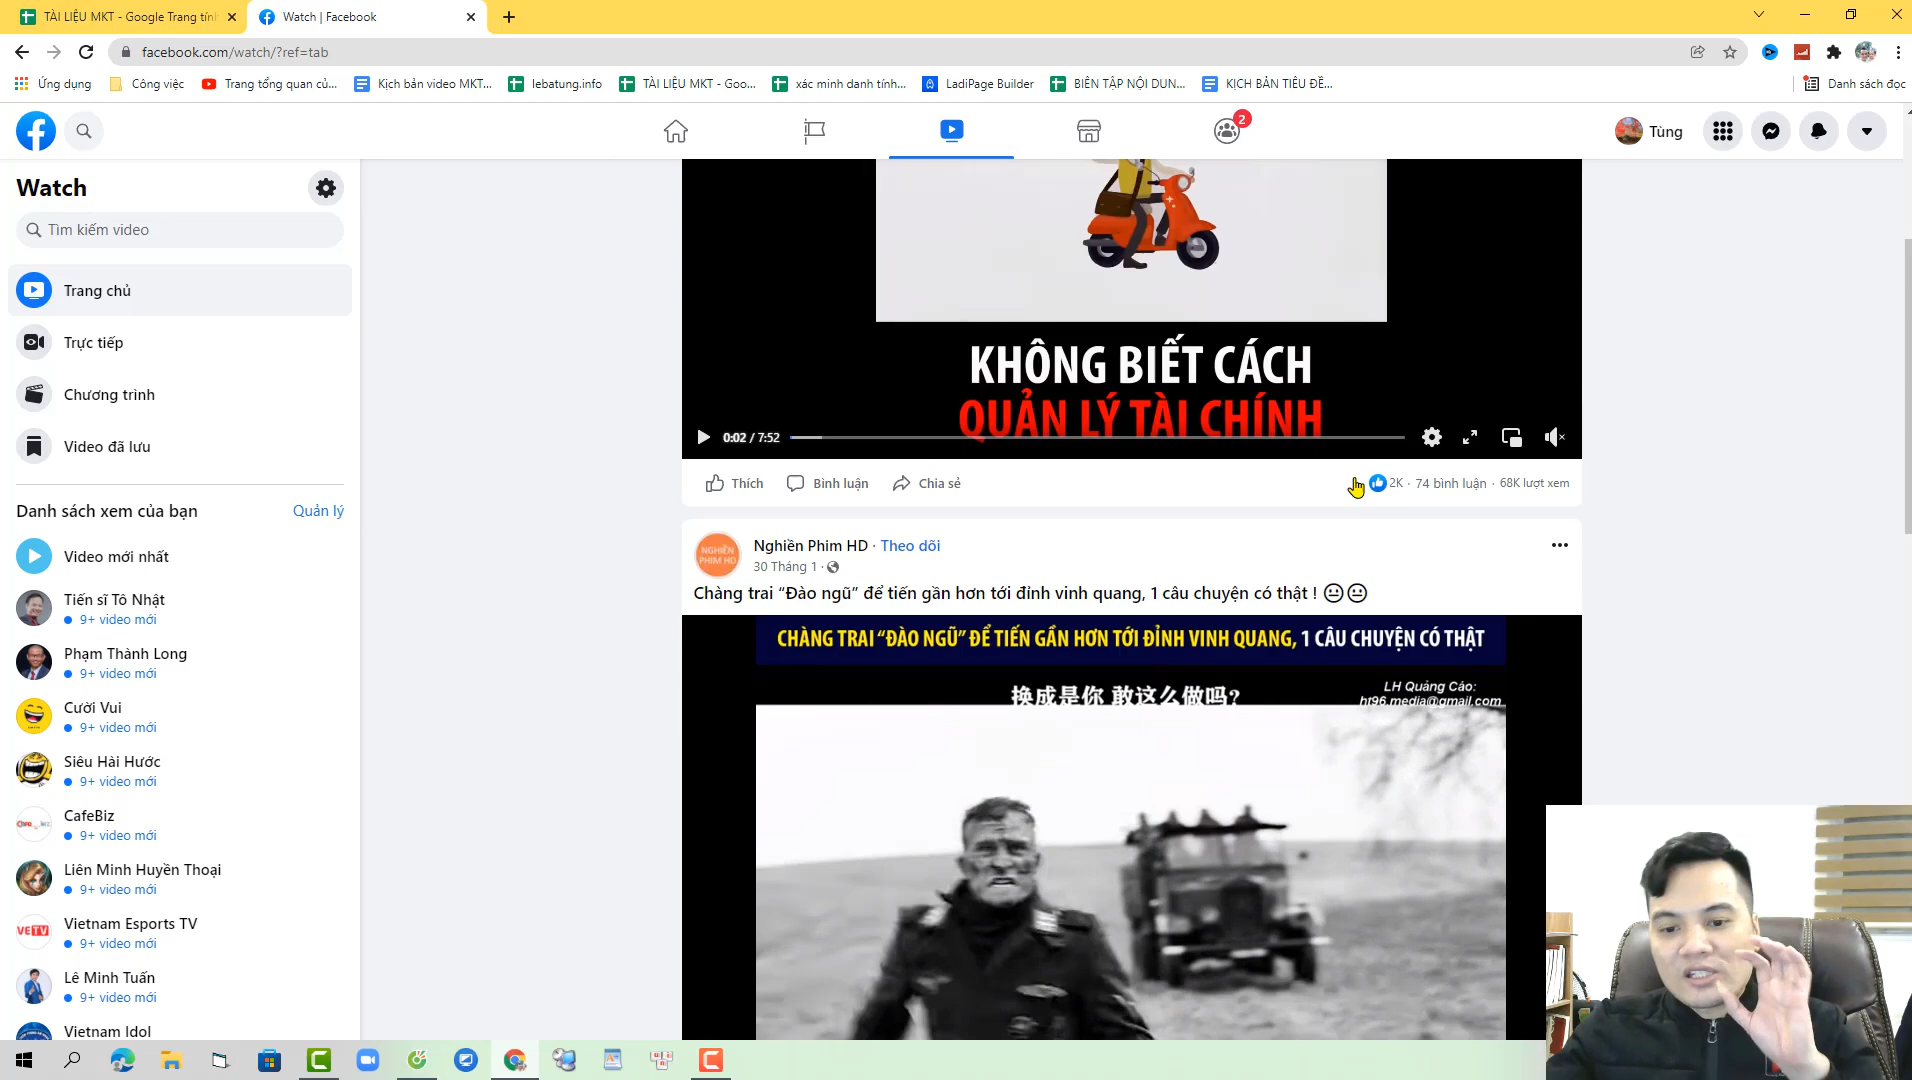 TÀI LIỆU MKT - Google Trang tín
Watch | Facebook
facebook.com/watch/?ref=tab
Ứng dụng
Công việc
Trang tổng quan củ...
Kịch bản video MKT...
lebatung.info
TÀI LIỆU MKT - Goo...
xác minh danh tính...
LadiPage Builder
BIÊN TẬP NỘI DUN...
KỊCH BẢN TIÊU ĐỀ...
Danh sách đọc
2
Tùng
Watch
Tìm kiếm video
Trang chủ
Trực tiếp
Chương trình
Video đã lưu
Danh sách xem của bạn
Quản lý
Video mới nhất
Tiến sĩ Tô Nhật
9+ video mới
Phạm Thành Long
9+ video mới
Cười Vui
9+ video mới
Siêu Hài Hước
9+ video mới
CafeBiz
9+ video mới
Liên Minh Huyền Thoại
9+ video mới
VETV
Vietnam Esports TV
9+ video mới
Lê Minh Tuấn
9+ video mới
Vietnam Idol
KHÔNG BIẾT CÁCH
QUẢN LÝ TÀI CHÍNH
0:02 / 7:52
Thích
Bình luận
Chia sẻ
2K · 74 bình luận · 68K lượt xem
NGHIỀN
PHIM HD
Nghiền Phim HD · Theo dõi
30 Tháng 1 ·
Chàng trai “Đào ngũ” để tiến gần hơn tới đỉnh vinh quang, 1 câu chuyện có thật !
CHÀNG TRAI “ĐÀO NGŨ” ĐỂ TIẾN GẦN HƠN TỚI ĐỈNH VINH QUANG, 1 CÂU CHUYỆN CÓ THẬT
换成是你 敢这么做吗?
LH Quảng Cáo:
ht96.media@gmail.com